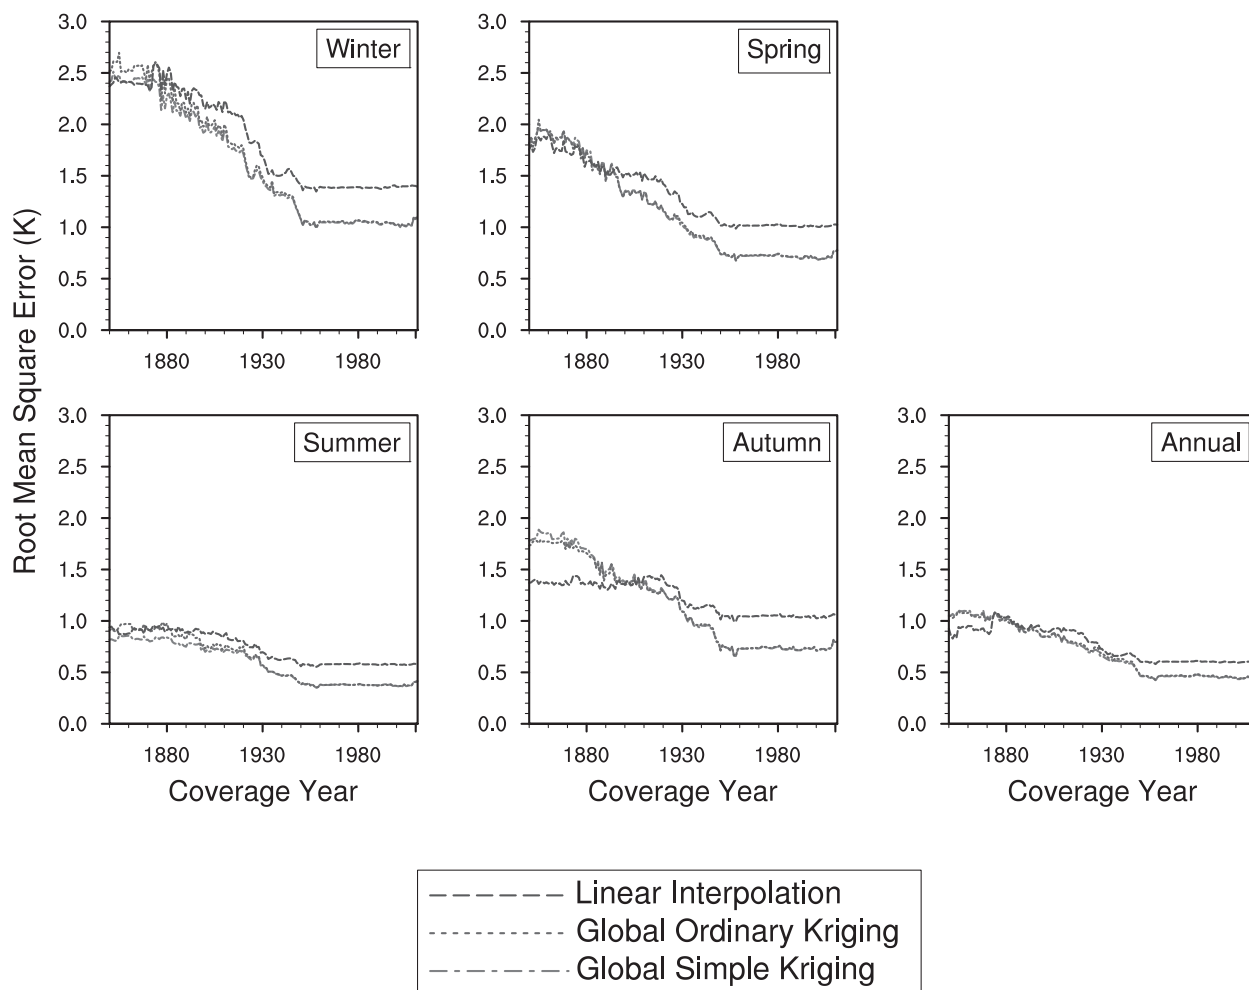 Root Mean Square Error (K)
3.0
2.5
2.0
1.5
1.0
0.5
0.0
Winter
1880 1930 1980
3.0
2.5
2.0
1.5
1.0
0.5
0.0
Spring
1880 1930 1980
3.0
2.5
2.0
1.5
1.0
0.5
0.0
Summer
1880 1930 1980
Coverage Year
3.0
2.5
2.0
1.5
1.0
0.5
0.0
Autumn
1880 1930 1980
Coverage Year
3.0
2.5
2.0
1.5
1.0
0.5
0.0
Annual
1880 1930 1980
Coverage Year
Linear Interpolation
Global Ordinary Kriging
Global Simple Kriging